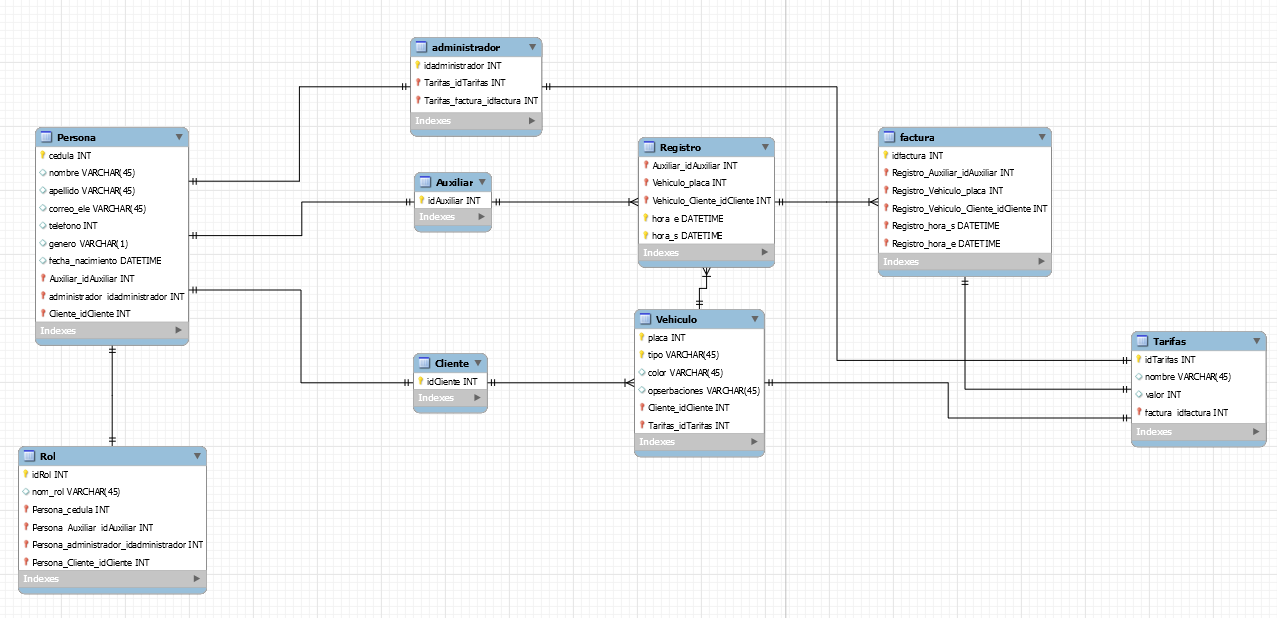 administrador
idadministrador INT
Tarifas_idTarifas INT
Tarifas_factura_idfactura INT
Indexes
Persona
cedula INT
nombre VARCHAR(45)
apellido VARCHAR(45)
correo_ele VARCHAR(45)
telefono INT
genero VARCHAR(1)
fecha_nacimiento DATETIME
Auxiliar_idAuxiliar INT
administrador_idadministrador INT
Cliente_idCliente INT
Indexes
Auxiliar
idAuxiliar INT
Indexes
Registro
Auxiliar_idAuxiliar INT
Vehiculo_placa INT
Vehiculo_Cliente_idCliente INT
hora_e DATETIME
hora_s DATETIME
Indexes
factura
idfactura INT
Registro_Auxiliar_idAuxiliar INT
Registro_Vehiculo_placa INT
Registro_Vehiculo_Cliente_idCliente INT
Registro_hora_s DATETIME
Registro_hora_e DATETIME
Indexes
Cliente
idCliente INT
Indexes
Vehiculo
placa INT
tipo VARCHAR(45)
color VARCHAR(45)
opserbaciones VARCHAR(45)
Cliente_idCliente INT
Tarifas_idTarifas INT
Indexes
Tarifas
idTarifas INT
nombre VARCHAR(45)
valor INT
factura_idfactura INT
Indexes
Rol
idRol INT
nom_rol VARCHAR(45)
Persona_cedula INT
Persona_Auxiliar_idAuxiliar INT
Persona_administrador_idadministrador INT
Persona_Cliente_idCliente INT
Indexes